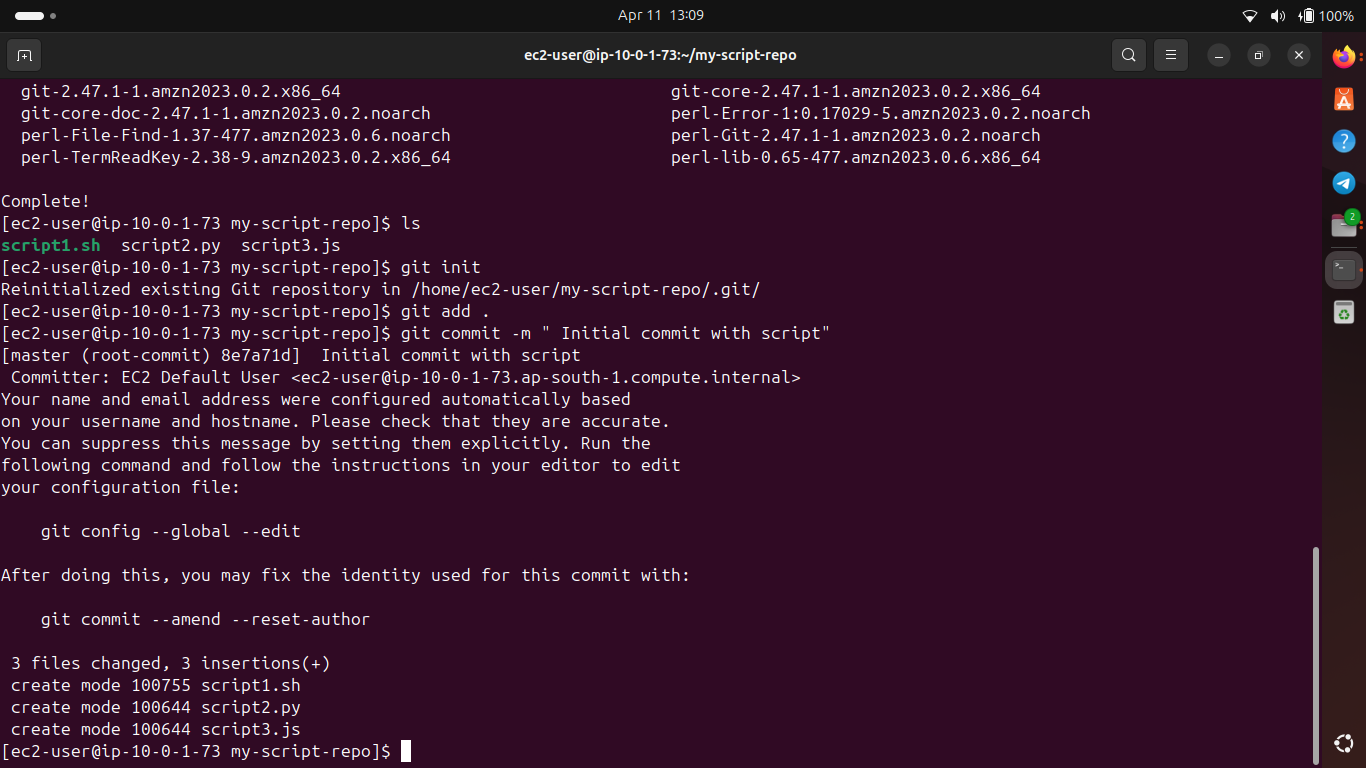 Apr 11 13:09
100%
ec2-user@ip-10-0-1-73:~/my-script-repo
git-2.47.1-1.amzn2023.0.2.x86_64 git-core-2.47.1-1.amzn2023.0.2.x86_64
git-core-doc-2.47.1-1.amzn2023.0.2.noarch perl-Error-1:0.17029-5.amzn2023.0.2.noarch
perl-File-Find-1.37-477.amzn2023.0.6.noarch perl-Git-2.47.1-1.amzn2023.0.2.noarch
perl-TermReadKey-2.38-9.amzn2023.0.2.x86_64 perl-lib-0.65-477.amzn2023.0.6.x86_64
Complete!
[ec2-user@ip-10-0-1-73 my-script-repo]$ ls
script1.sh script2.py script3.js
[ec2-user@ip-10-0-1-73 my-script-repo]$ git init
Reinitialized existing Git repository in /home/ec2-user/my-script-repo/.git/
[ec2-user@ip-10-0-1-73 my-script-repo]$ git add .
[ec2-user@ip-10-0-1-73 my-script-repo]$ git commit -m " Initial commit with script"
[master (root-commit) 8e7a71d]  Initial commit with script
Committer: EC2 Default User <ec2-user@ip-10-0-1-73.ap-south-1.compute.internal>
Your name and email address were configured automatically based
on your username and hostname. Please check that they are accurate.
You can suppress this message by setting them explicitly. Run the
following command and follow the instructions in your editor to edit
your configuration file:
git config --global --edit
After doing this, you may fix the identity used for this commit with:
git commit --amend --reset-author
3 files changed, 3 insertions(+)
create mode 100755 script1.sh
create mode 100644 script2.py
create mode 100644 script3.js
[ec2-user@ip-10-0-1-73 my-script-repo]$
A
?
2
>_